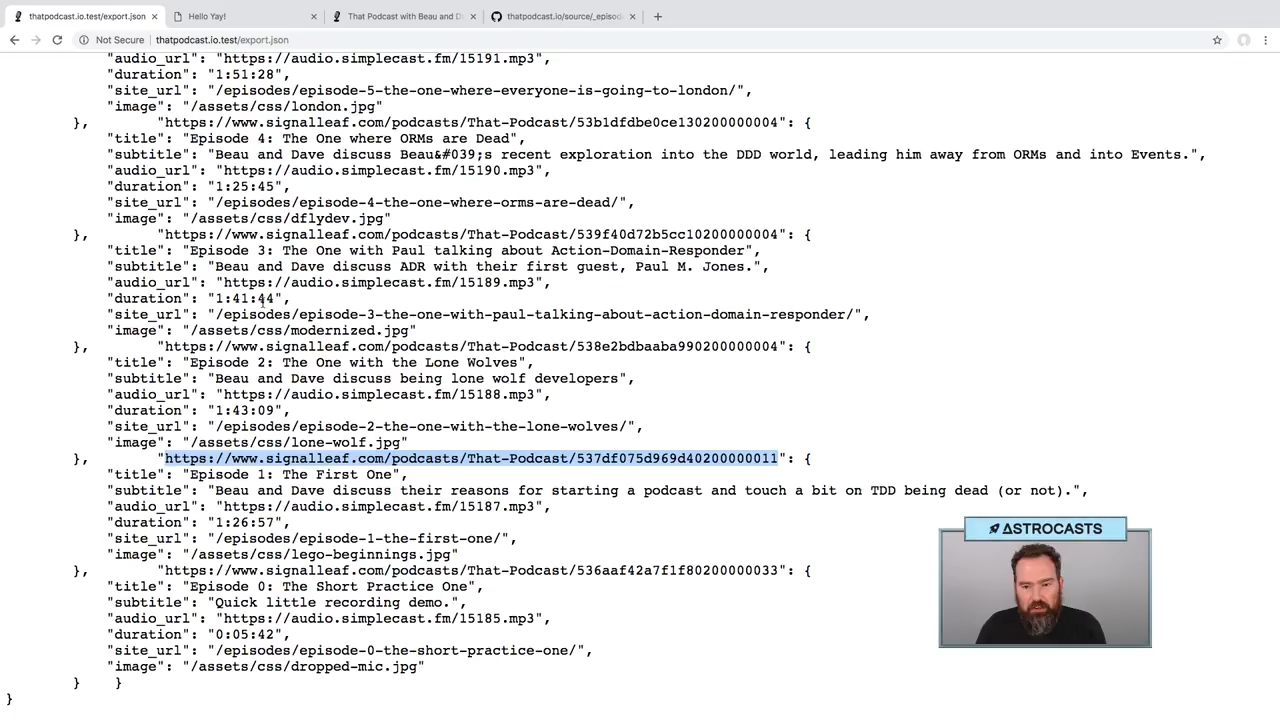 thatpodcast.io.test/export.json
Hello Yay!
That Podcast with Beau and D
thatpodcast.io/source/_episod
Not Secure
thatpodcast.io.test/export.json
"audio_url": "https://audio.simplecast.fm/15191.mp3",
"duration": "1:51:28",
"site_url": "/episodes/episode-5-the-one-where-everyone-is-going-to-london/",
"image": "/assets/css/london.jpg"
}, "https://www.signalleaf.com/podcasts/That-Podcast/53b1dfdbe0ce130200000004": {
"title": "Episode 4: The One where ORMs are Dead",
"subtitle": "Beau and Dave discuss Beau&#039;s recent exploration into the DDD world, leading him away from ORMs and into Events.",
"audio_url": "https://audio.simplecast.fm/15190.mp3",
"duration": "1:25:45",
"site_url": "/episodes/episode-4-the-one-where-orms-are-dead/",
"image": "/assets/css/dflydev.jpg"
}, "https://www.signalleaf.com/podcasts/That-Podcast/539f40d72b5cc10200000004": {
"title": "Episode 3: The One with Paul talking about Action-Domain-Responder",
"subtitle": "Beau and Dave discuss ADR with their first guest, Paul M. Jones.",
"audio_url": "https://audio.simplecast.fm/15189.mp3",
"duration": "1:41:44",
"site_url": "/episodes/episode-3-the-one-with-paul-talking-about-action-domain-responder/",
"image": "/assets/css/modernized.jpg"
}, "https://www.signalleaf.com/podcasts/That-Podcast/538e2bdbaaba990200000004": {
"title": "Episode 2: The One with the Lone Wolves",
"subtitle": "Beau and Dave discuss being lone wolf developers",
"audio_url": "https://audio.simplecast.fm/15188.mp3",
"duration": "1:43:09",
"site_url": "/episodes/episode-2-the-one-with-the-lone-wolves/",
"image": "/assets/css/lone-wolf.jpg"
}, "https://www.signalleaf.com/podcasts/That-Podcast/537df075d969d40200000011": {
"title": "Episode 1: The First One",
"subtitle": "Beau and Dave discuss their reasons for starting a podcast and touch a bit on TDD being dead (or not).",
"audio_url": "https://audio.simplecast.fm/15187.mp3",
"duration": "1:26:57",
"site_url": "/episodes/episode-1-the-first-one/",
"image": "/assets/css/lego-beginnings.jpg"
}, "https://www.signalleaf.com/podcasts/That-Podcast/536aaf42a7f1f80200000033": {
"title": "Episode 0: The Short Practice One",
"subtitle": "Quick little recording demo.",
"audio_url": "https://audio.simplecast.fm/15185.mp3",
"duration": "0:05:42",
"site_url": "/episodes/episode-0-the-short-practice-one/",
"image": "/assets/css/dropped-mic.jpg"
} }
}
ΔSTROCASTS